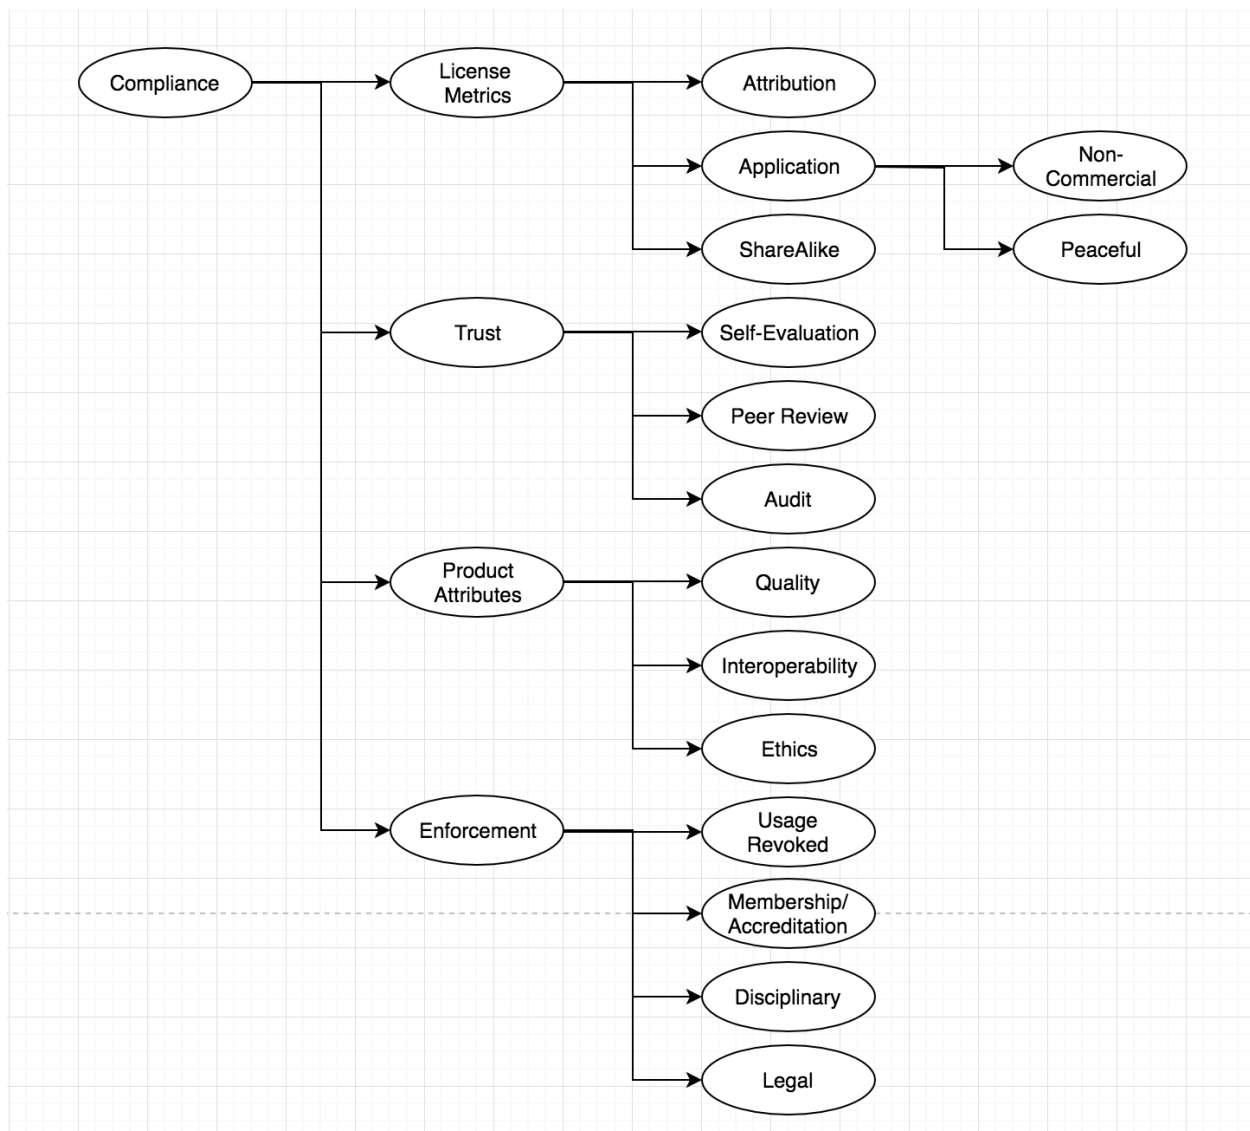 Compliance
License
Metrics
Attribution
Application
Non-
Commercial
ShareAlike
Peaceful
Trust
Self-Evaluation
Peer Review
Audit
Product
Attributes
Quality
Interoperability
Ethics
Enforcement
Usage
Revoked
Membership/
Accreditation
Disciplinary
Legal